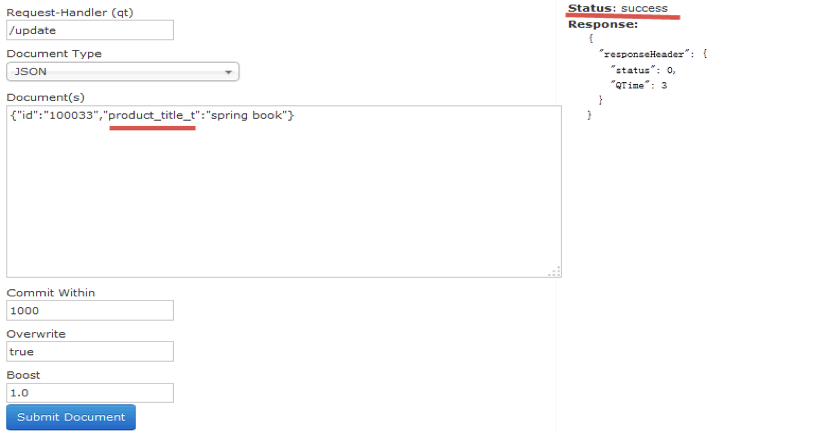 Request-Handler (qt)
/update
Document Type
JSON
Document(s)
{"id":"100033","product_title_t":"spring book"}
Commit Within
1000
Overwrite
true
Boost
1.0
Submit Document
Status: success
Response:
{
"responseHeader": {
"status": 0,
"QTime": 3
}
}